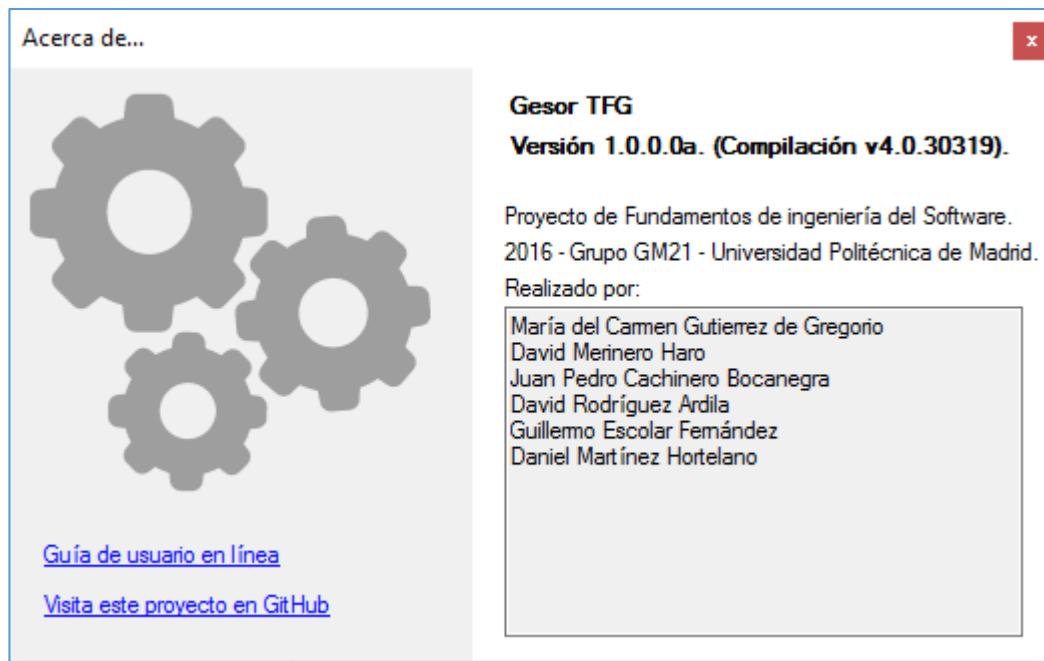 Acerca de...
x
Gesor TFG
Versión 1.0.0.0a. (Compilación v4.0.30319).
Proyecto de Fundamentos de ingeniería del Software.
2016 - Grupo GM21 - Universidad Politécnica de Madrid.
Realizado por:
María del Carmen Gutierrez de Gregorio
David Merinero Haro
Juan Pedro Cachinero Bocanegra
David Rodríguez Ardila
Guillermo Escolar Fernández
Daniel Martínez Hortelano
Guía de usuario en línea
Visita este proyecto en GitHub